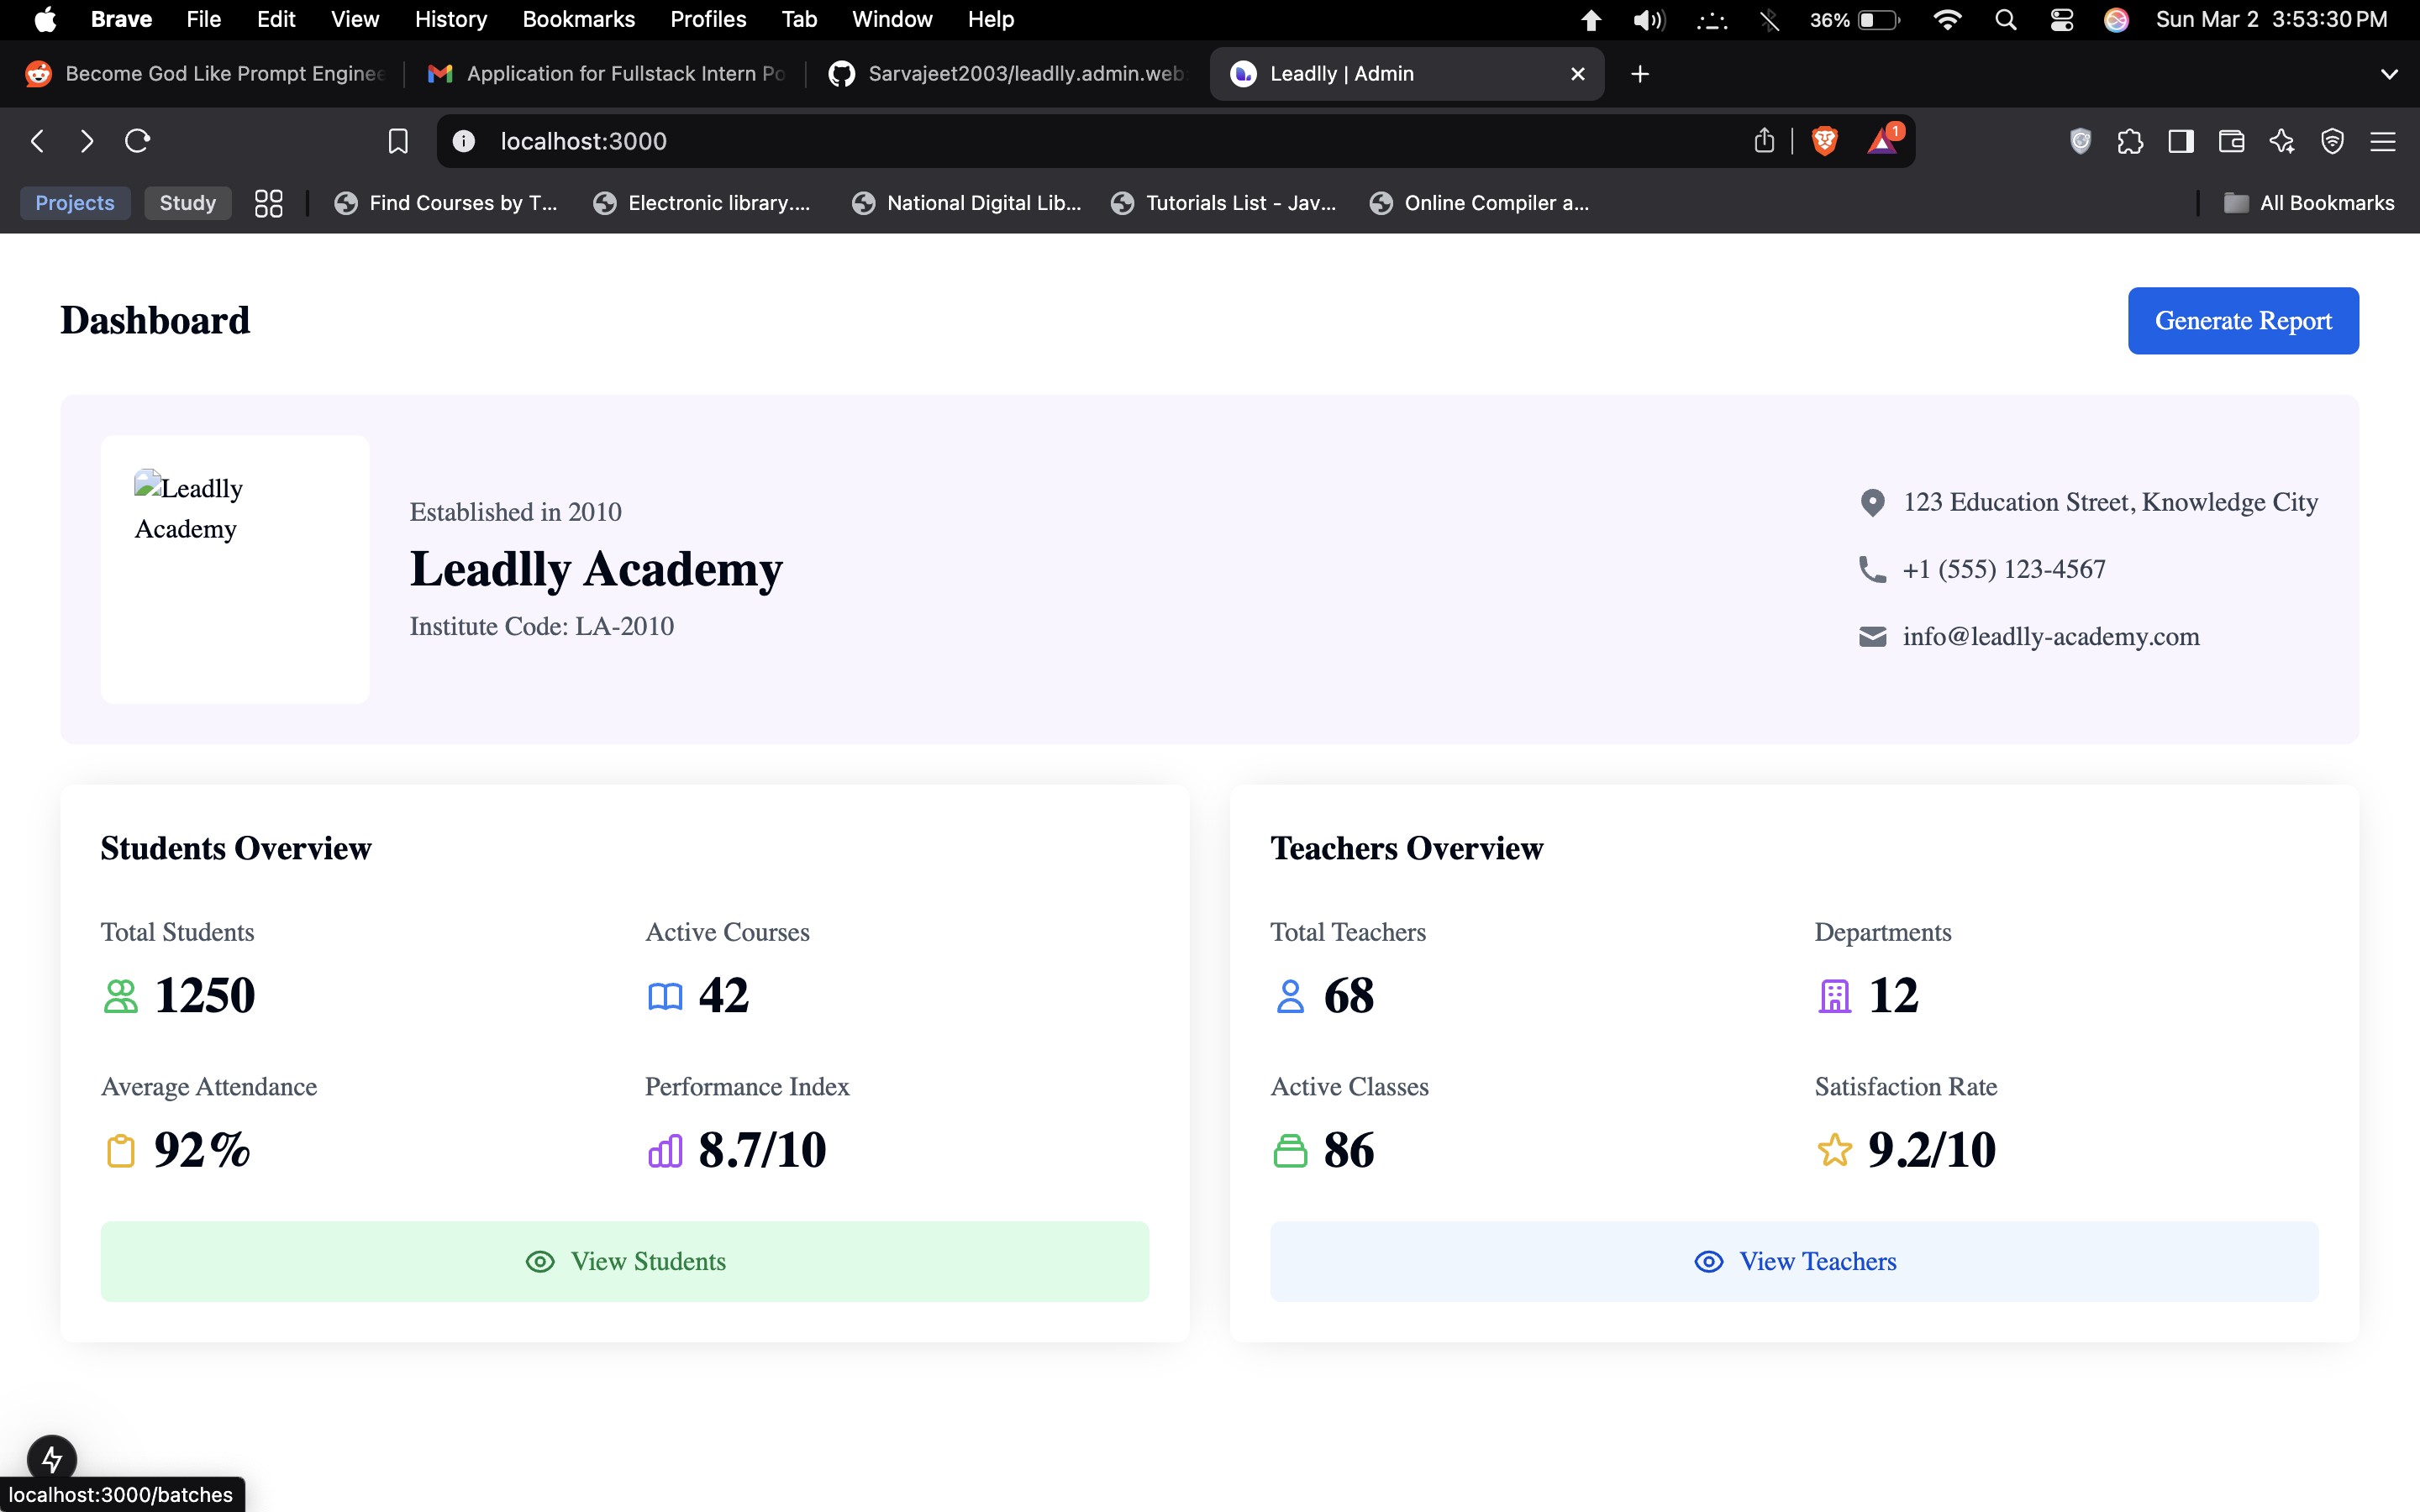 Brave File Edit View History Bookmarks Profiles Tab Window Help 36% Sun Mar 2 3:53:30 PM
Become God Like Prompt Enginee Application for Fullstack Intern Po Sarvajeet2003/leadlly.admin.web Leadlly | Admin
localhost:3000 1
Projects Study Find Courses by T... Electronic library.... National Digital Lib... Tutorials List - Jav... Online Compiler a... All Bookmarks
Dashboard
Generate Report
Leadlly
Academy
Established in 2010
Leadlly Academy
Institute Code: LA-2010
123 Education Street, Knowledge City
+1 (555) 123-4567
info@leadlly-academy.com
Students Overview
Total Students
1250
Active Courses
42
Average Attendance
92%
Performance Index
8.7/10
View Students
Teachers Overview
Total Teachers
68
Departments
12
Active Classes
86
Satisfaction Rate
9.2/10
View Teachers
localhost:3000/batches